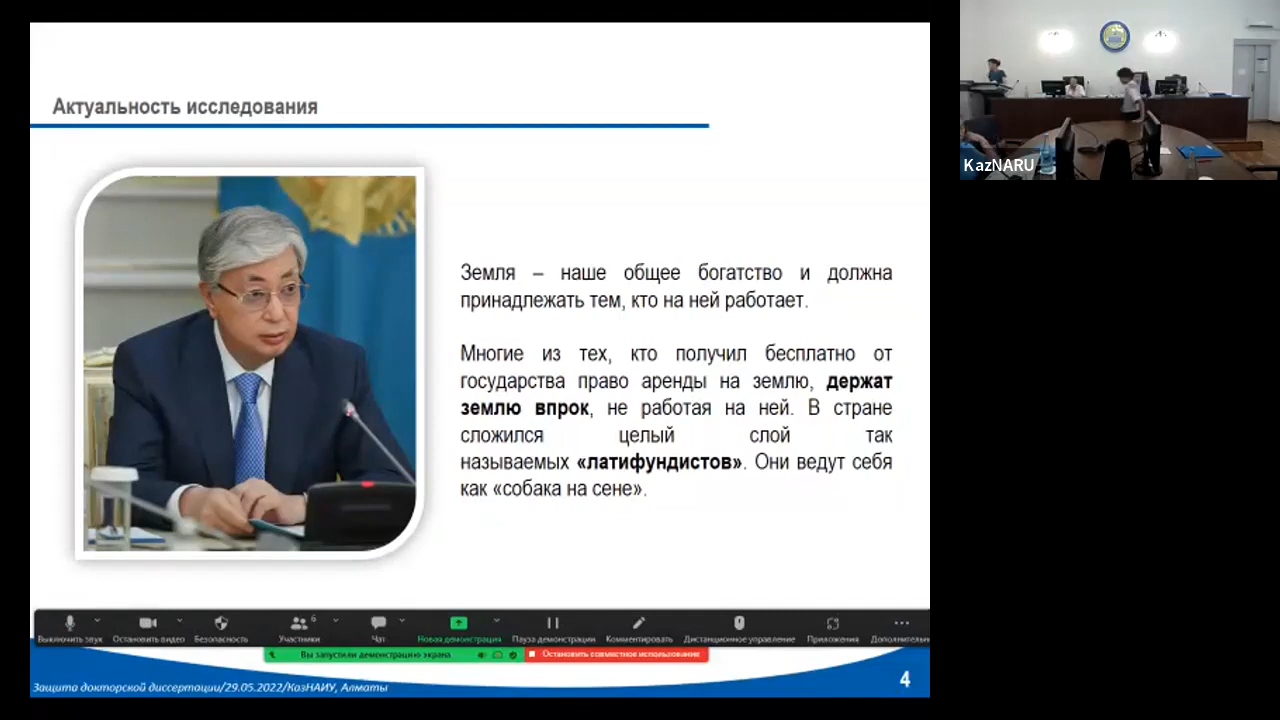 Актуальность исследования
KazNARU
Земля – наше общее богатство и должна
принадлежать тем, кто на ней работает.
Многие из тех, кто получил бесплатно от
государства право аренды на землю, держат
землю впрок, не работая на ней. В стране
сложился целый слой так
называемых «латифундистов». Они ведут себя
как «собака на сене».
Выключить звук Остановить видео Безопасность Участники 6 Чат Новая демонстрация Пауза демонстрации Комментировать Дистанционное управление Приложения Дополнительн
Вы запустили демонстрацию экрана Остановить совместное использование
Защита докторской диссертации/29.05.2022/КазНАИУ, Алматы
4